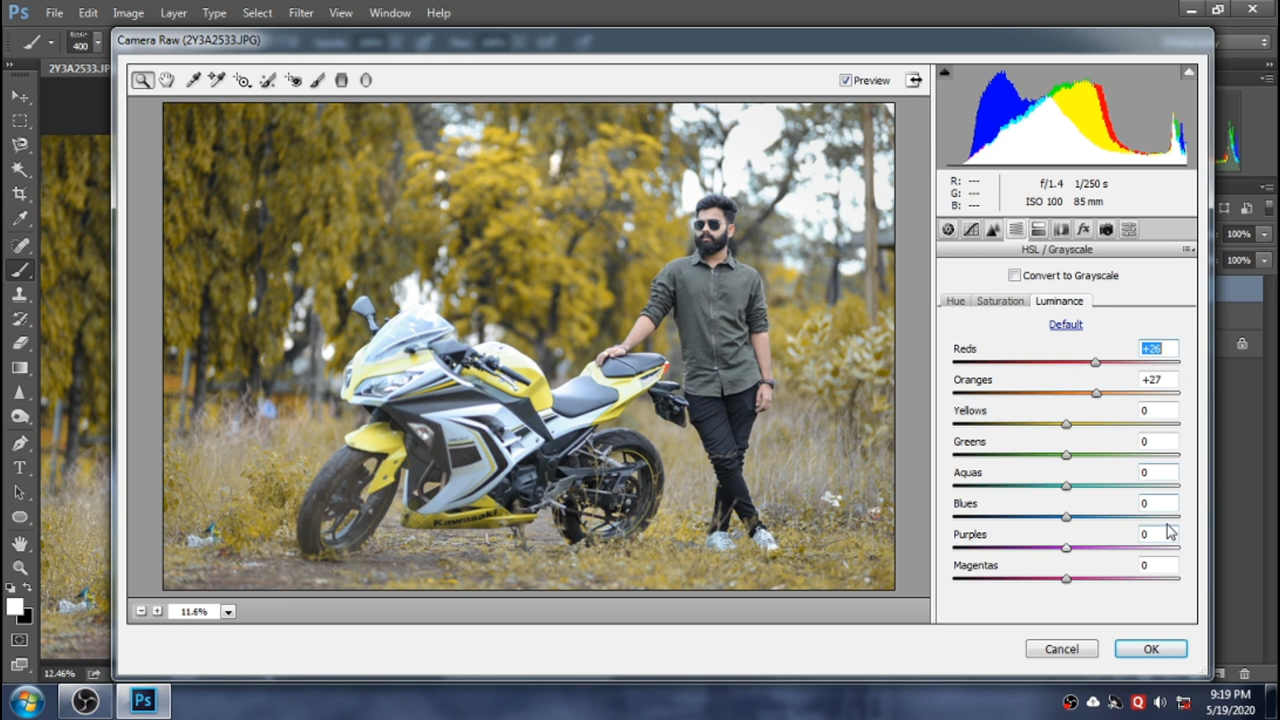 Ps File Edit Image Layer Type Select Filter View Window Help
400
2Y3A2533.JP
Camera Raw (2Y3A2533.JPG)
Preview
R: ---
G: ---
B: ---
f/1.4 1/250 s
ISO 100 85 mm
HSL / Grayscale
Convert to Grayscale
Hue Saturation Luminance
Default
Reds +26
Oranges +27
Yellows 0
Greens 0
Aquas 0
Blues 0
Purples 0
Magentas 0
100%
100%
Kawasaki
11.6%
Cancel OK
12.46%
Ps
9:19 PM
5/19/2020